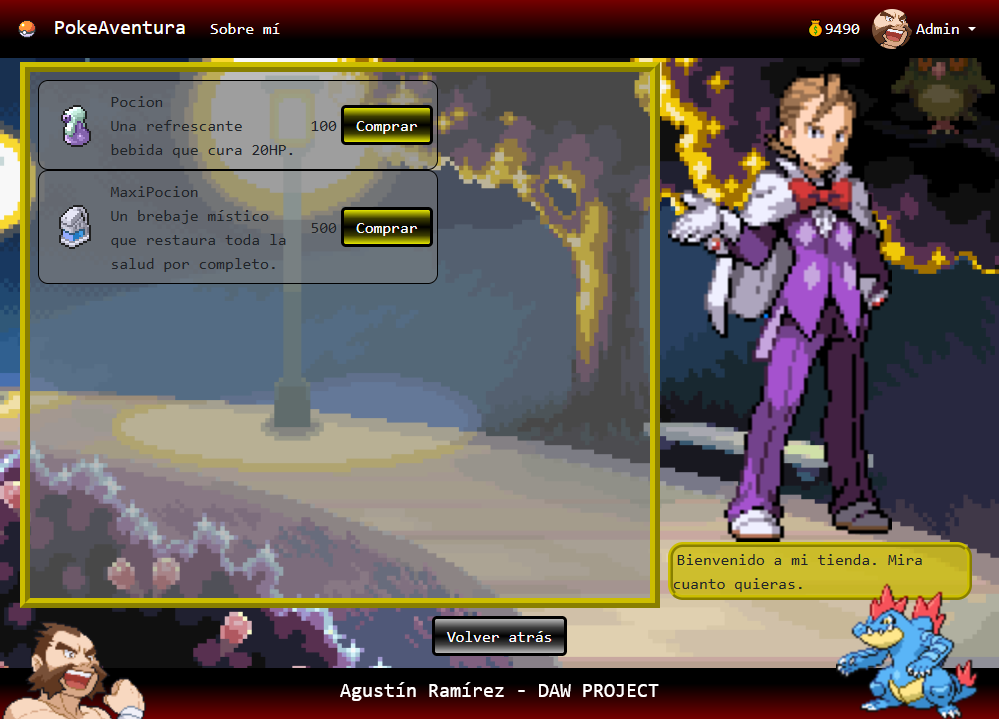 PokeAventura Sobre mí 9490 Admin
Pocion
Una refrescante
bebida que cura 20HP.
100 Comprar
MaxiPocion
Un brebaje místico
que restaura toda la
salud por completo.
500 Comprar
Bienvenido a mi tienda. Mira
cuanto quieras.
Volver atrás
Agustín Ramírez - DAW PROJECT